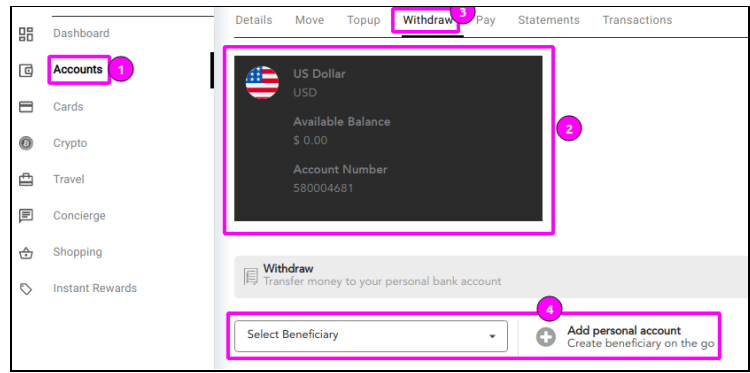 Details Move Topup Withdraw 3 Pay Statements Transactions
Dashboard
Accounts 1
Cards
Crypto
Travel
Concierge
Shopping
Instant Rewards
US Dollar
USD
Available Balance
$ 0.00
Account Number
580004681
2
Withdraw
Transfer money to your personal bank account
4
Select Beneficiary
Add personal account
Create beneficiary on the go